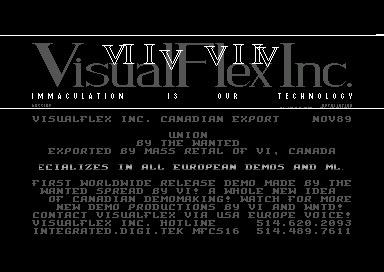 VisualFlex Inc.
IMMACULATION IS OUR TECHNOLOGY
VISUALFLEX INC. CANADIAN EXPORT NOV89
UNION
BY THE WANTED
EXPORTED BY MASS RETAL OF VI, CANADA
ECIALIZES IN ALL EUROPEAN DEMOS AND ML.
FIRST WORLDWIDE RELEASE DEMO MADE BY THE
WANTED SPREAD BY VI! A WHOLE NEW IDEA
OF CANADIAN DEMOMAKING! WATCH FOR MORE
NEW DEMO PRODUCTIONS BY VI AND WNTD!
CONTACT VISUALFLEX VIA USA EUROPE VOICE!
VISUALFLEX INC. HOTLINE 514.620.2093
INTEGRATED.DIGI.TEK MFCS16 514.489.7611